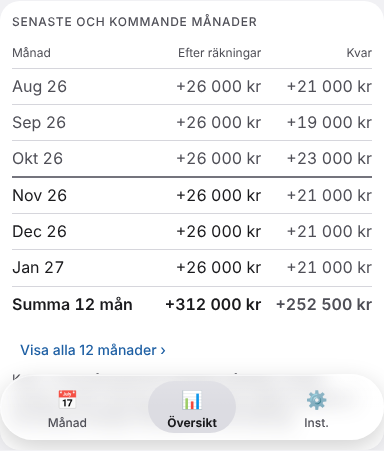 SENASTE OCH KOMMANDE MÅNADER
Månad Efter räkningar Kvar
Aug 26 +26 000 kr +21 000 kr
Sep 26 +26 000 kr +19 000 kr
Okt 26 +26 000 kr +23 000 kr
Nov 26 +26 000 kr +21 000 kr
Dec 26 +26 000 kr +21 000 kr
Jan 27 +26 000 kr +21 000 kr
Summa 12 mån +312 000 kr +252 500 kr
Visa alla 12 månader ›
Månad Översikt Inst.